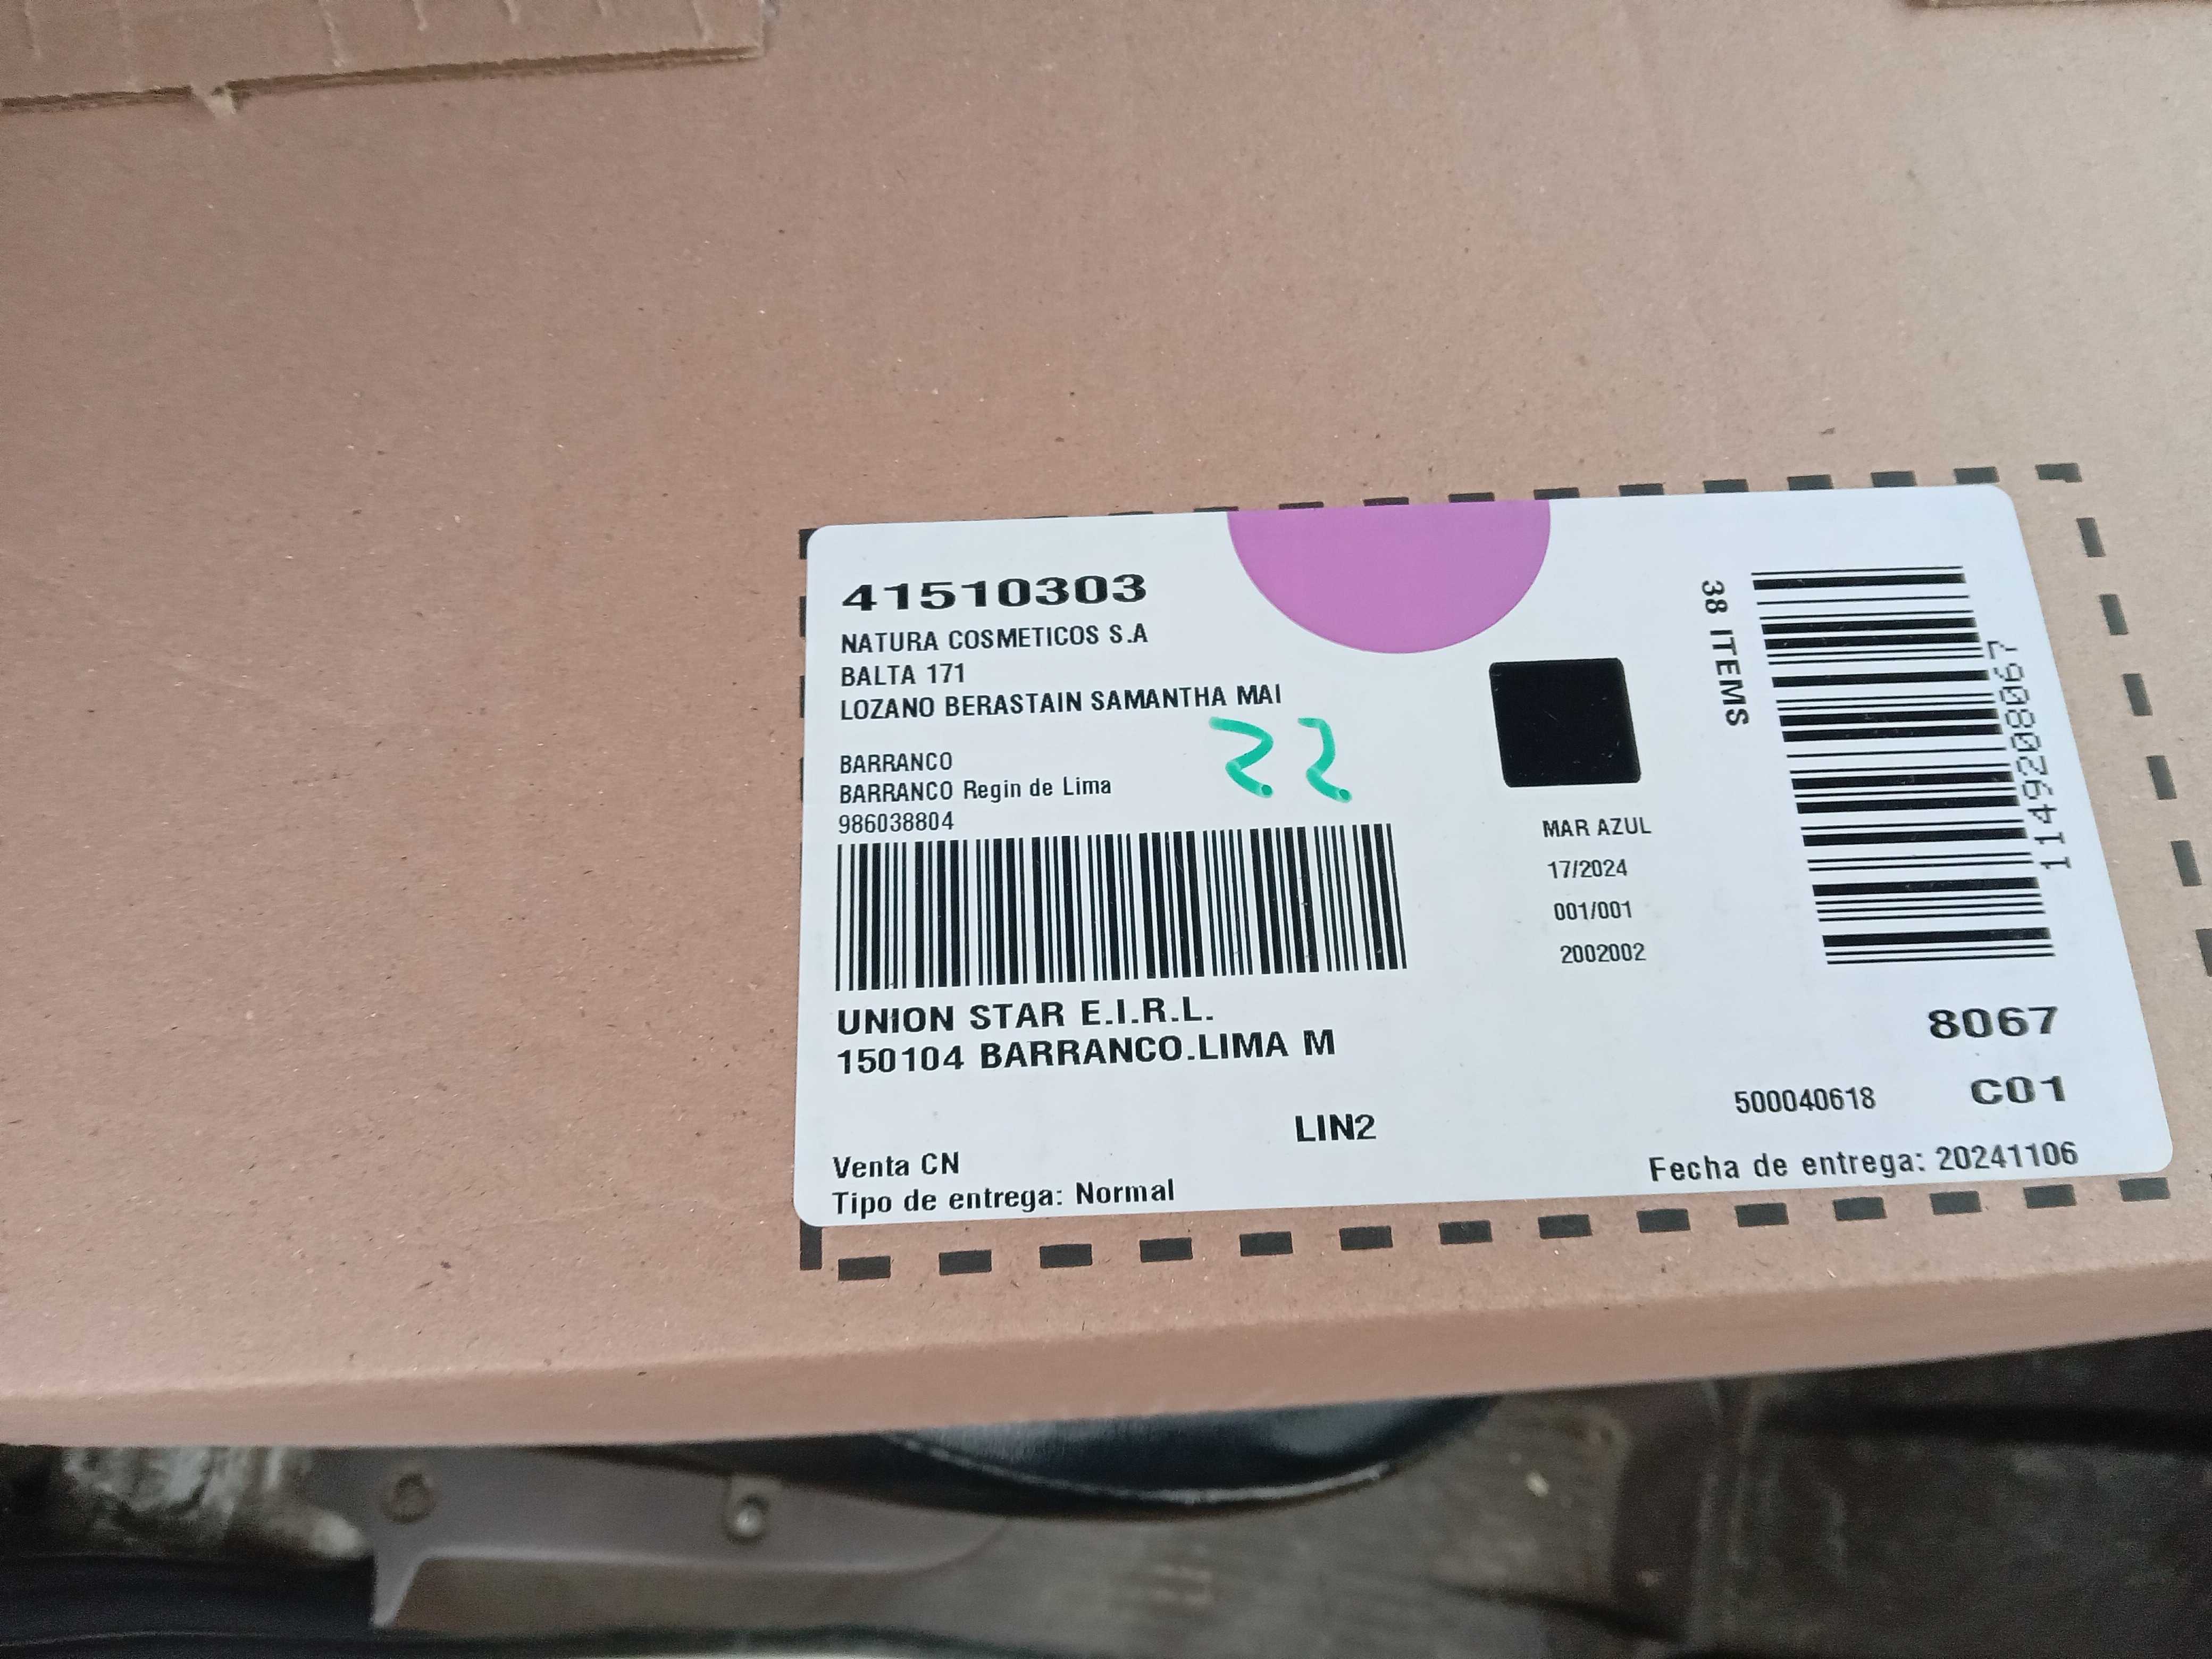 41510303
NATURA COSMETICOS S.A
BALTA 171
LOZANO BERASTAIN SAMANTHA MAI
22
BARRANCO
BARRANCO Regin de Lima
986038804
UNION STAR E.I.R.L.
150104 BARRANCO.LIMA M
LIN2
Venta CN
Tipo de entrega: Normal
MAR AZUL
17/2024
001/001
2002002
38 ITEMS
1149208067
8067
500040618 C01
Fecha de entrega: 20241106